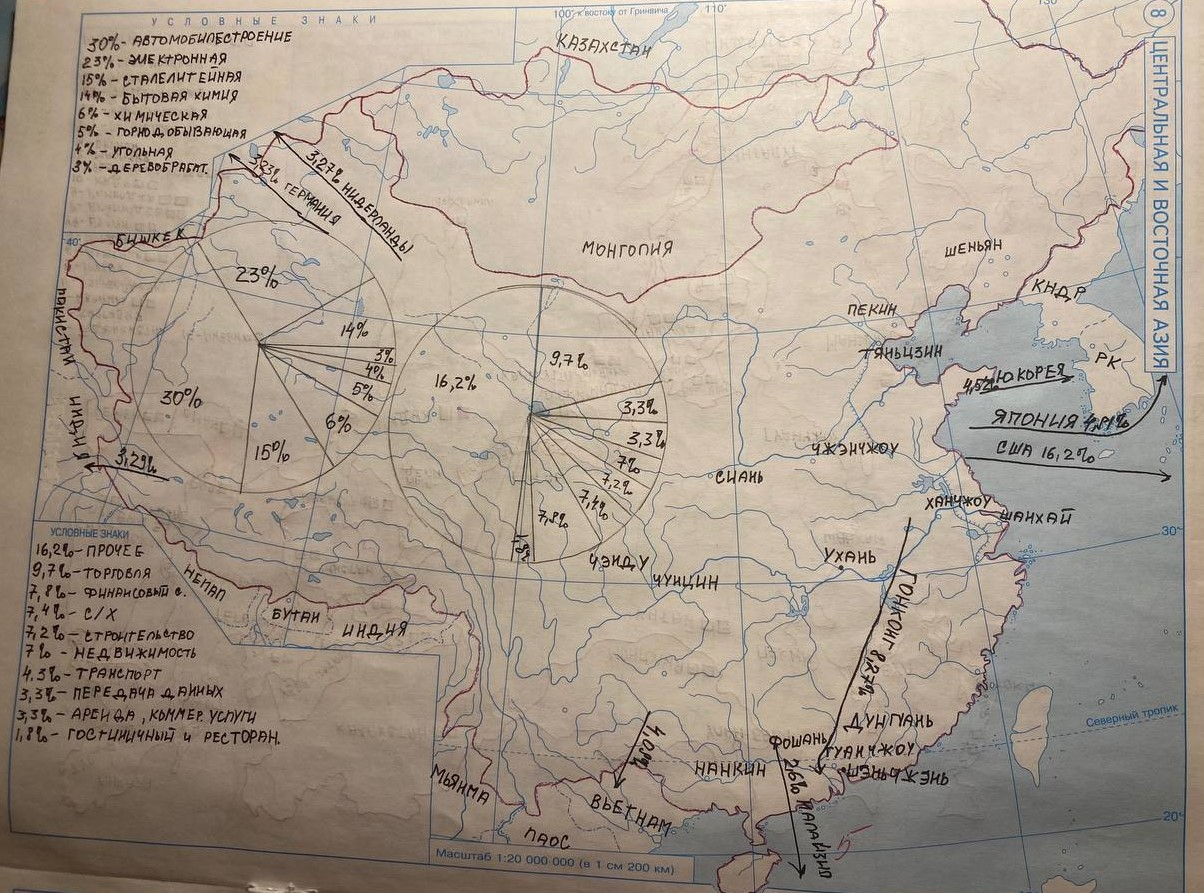 УСЛОВНЫЕ ЗНАКИ
30% - АВТОМОБИЛЕСТРОЕНИЕ
23% - ЭЛЕКТРОННАЯ
15% - СТАЛЕЛИТЕЙНАЯ
14% - БЫТОВАЯ ХИМИЯ
6% - ХИМИЧЕСКАЯ
5% - ГОРНОДОБЫВАЮЩАЯ
4% - УГОЛЬНАЯ
3% - ДЕРЕВОБРАБАТ.
100° к востоку от Гринвича
110°
130°
8
ЦЕНТРАЛЬНАЯ И ВОСТОЧНАЯ АЗИЯ
КАЗАХСТАН
3,27% НИДЕРЛАНДЫ
ГЕРМАНИЯ
40°
БИШКЕК
МОНГОЛИЯ
ШЕНЬЯН
КНДР
ПЕКИН
ТЯНЬЦЗИН
РК
ПАКИСТАН
ИНДИЯ
3,29%
23%
14%
3%
4%
5%
6%
15%
30%
16,2%
9,7%
3,3%
3,3%
7%
7,2%
7,4%
7,8%
1,8%
4,52% Ю КОРЕЯ
ЯПОНИЯ 4,81%
США 16,2%
ЧЖЭНЧЖОУ
СИАНЬ
ХАНЧЖОУ
ШАНХАЙ
30°
УХАНЬ
ЧЭНДУ
ЧУНЦИН
ГОНКОНГ 8,27%
УСЛОВНЫЕ ЗНАКИ
16,2% - ПРОЧЕЕ
9,7% - ТОРГОВЛЯ
7,8% - ФИНАНСОВЫЙ С.
7,4% - С/Х
7,2% - СТРОИТЕЛЬСТВО
7% - НЕДВИЖИМОСТЬ
4.3% - ТРАНСПОРТ
3,3% - ПЕРЕДАЧА ДАННЫХ
3,3% - АРЕНДА, КОММЕР. УСЛУГИ
1,8% - ГОСТИНИЧНЫЙ И РЕСТОРАН.
НЕПАЛ
БУТАН
ИНДИЯ
Северный тропик
ДУНГУАНЬ
ФОШАНЬ
ГУАНЧЖОУ
ШЭНЬЧЖЭНЬ
НАНКИН
МЬЯНМА
ВЬЕТНАМ
ЛАОС
20°
Масштаб 1:20 000 000 (в 1 см 200 км)